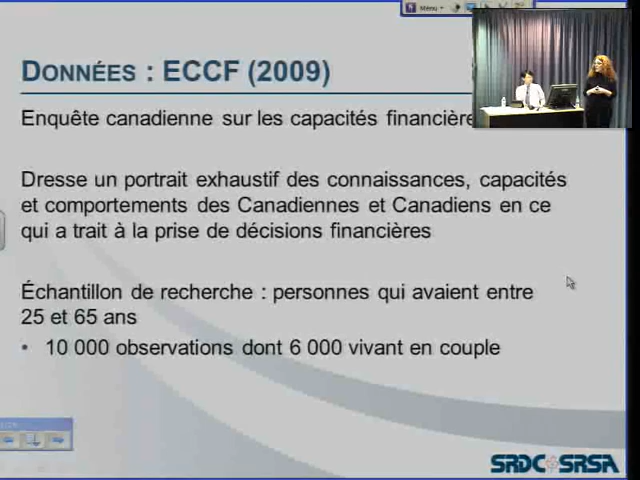 Menu
DONNÉES : ECCF (2009)
Enquête canadienne sur les capacités financière
Dresse un portrait exhaustif des connaissances, capacités
et comportements des Canadiennes et Canadiens en ce
qui a trait à la prise de décisions financières
Échantillon de recherche : personnes qui avaient entre
25 et 65 ans
• 10 000 observations dont 6 000 vivant en couple
SRDC SRSA